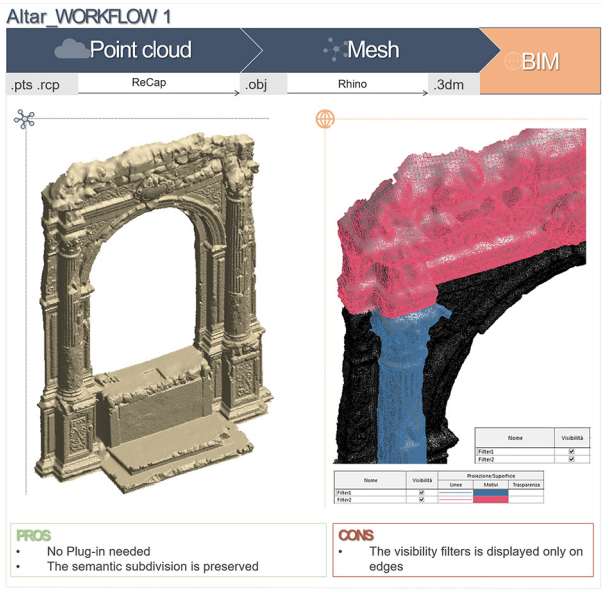 Altar_WORKFLOW 1
Point cloud
Mesh
BIM
.pts .rcp
ReCap
.obj
Rhino
.3dm
Nome Visibilità
Filter1
Filter2
Nome Visibilità Proiezione/Superficie
Linee Motivi Trasparenza
Filter1
Filter2
PROS
• No Plug-in needed
• The semantic subdivision is preserved
CONS
• The visibility filters is displayed only on
edges